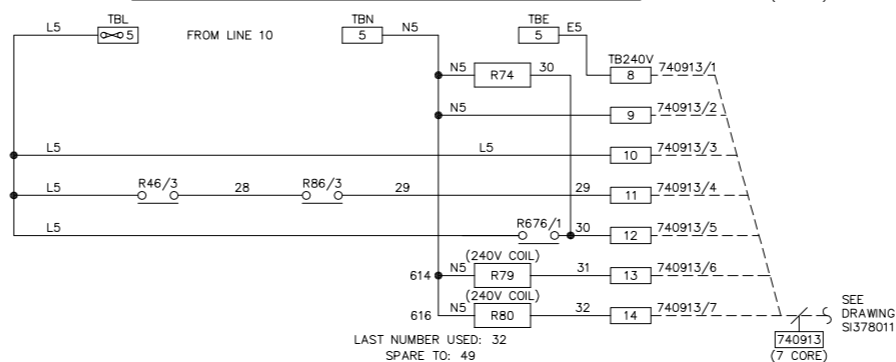 TBL TBN TBE
L5 5 FROM LINE 10 5 N5 5 E5
TB240V
N5 R74 30 8 740913/1
N5 9 740913/2
L5 L5 10 740913/3
L5 R46/3 28 R86/3 29 29 11 740913/4
L5 R676/1 30 12 740913/5
(240V COIL)
614 N5 R79 31 13 740913/6
(240V COIL)
616 N5 R80 32 14 740913/7
SEE
DRAWING
SI378011
LAST NUMBER USED: 32
SPARE TO: 49
740913
(7 CORE)